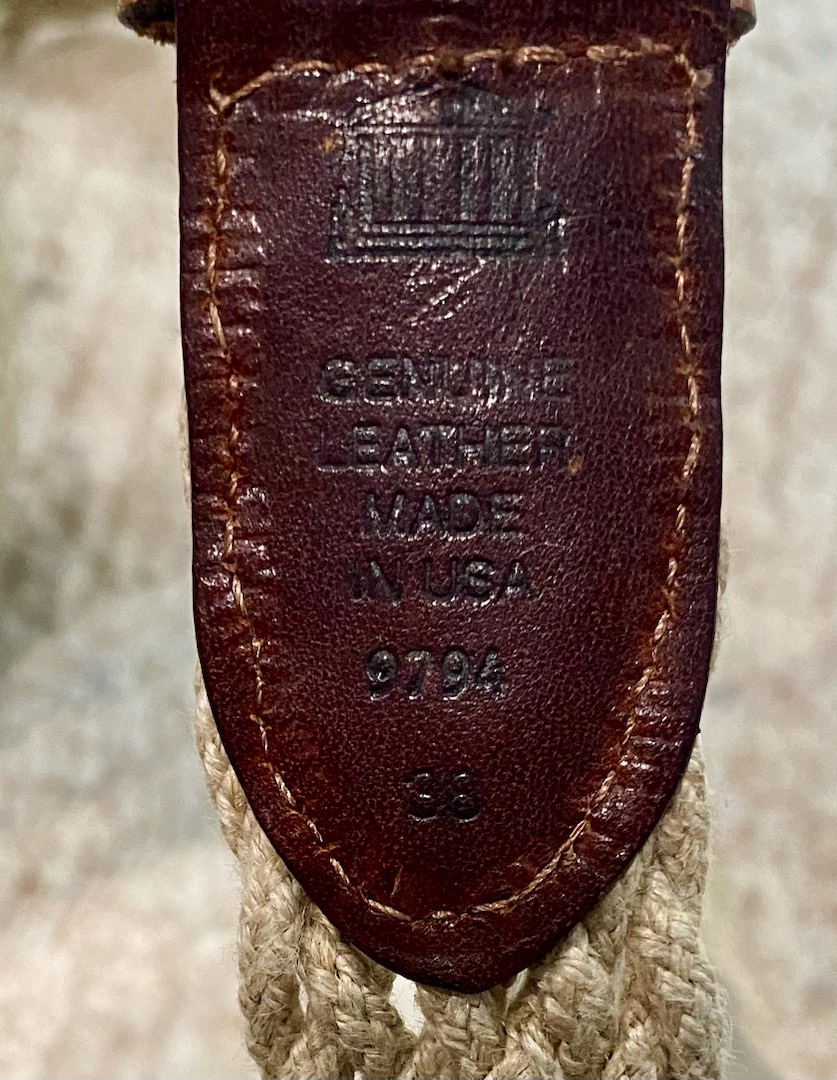 GENUINE
LEATHER
MADE
IN USA
9794
38